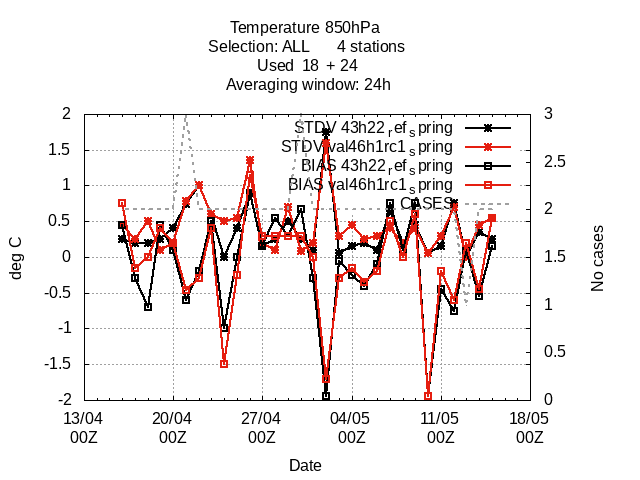 Temperature 850hPa
Selection: ALL 4 stations
Used 18 + 24
Averaging window: 24h
STDV 43h22_ref_spring
STDV val46h1rc1_spring
BIAS 43h22_ref_spring
BIAS val46h1rc1_spring
CASES
2
1.5
1
0.5
0
-0.5
-1
-1.5
-2
deg C
3
2.5
2
1.5
1
0.5
0
No cases
13/04 20/04 27/04 04/05 11/05 18/05
00Z 00Z 00Z 00Z 00Z 00Z
Date